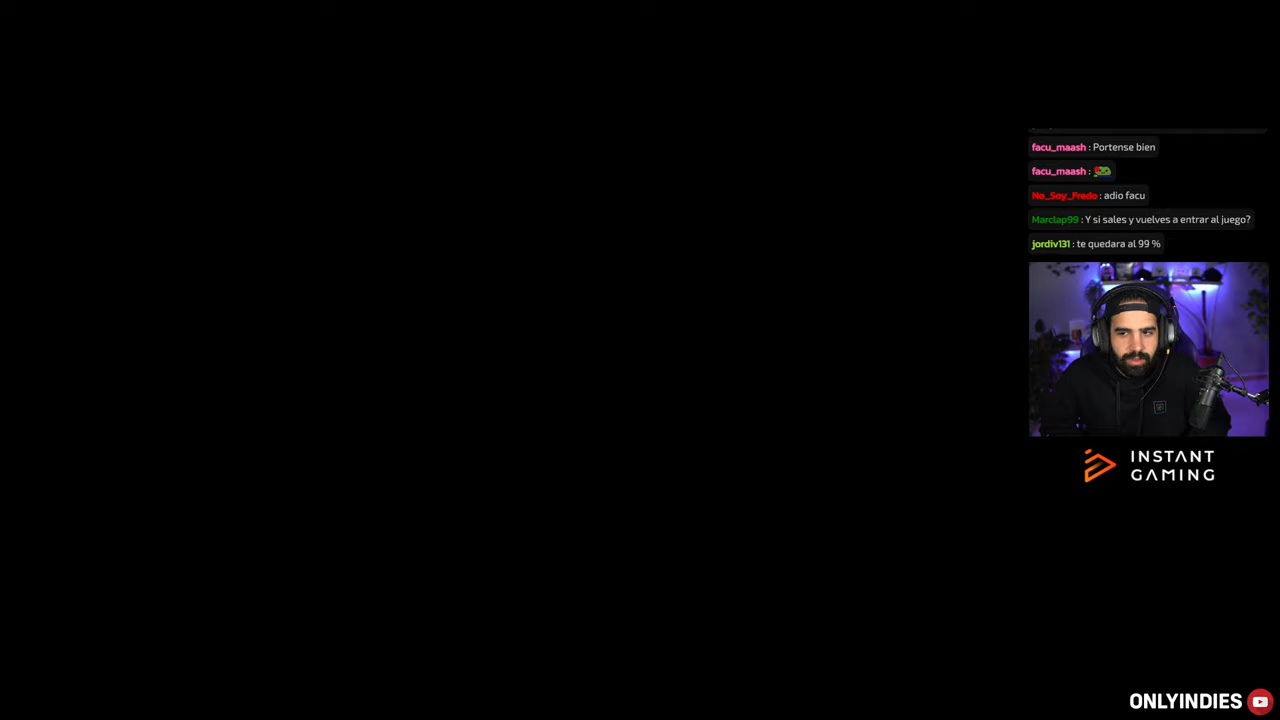 facu_maash : Portense bien
facu_maash :
No_Soy_Fredo : adio facu
Marclap99 : Y si sales y vuelves a entrar al juego?
jordiv131 : te quedara al 99 %
INSTANT
GAMING
ONLYINDIES